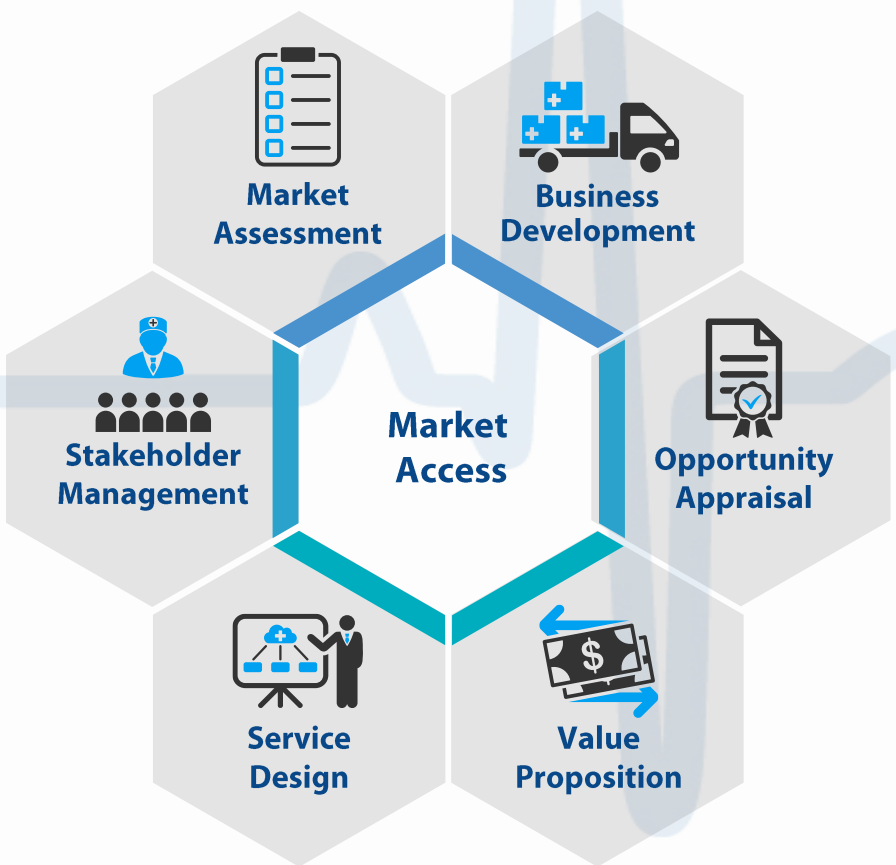 Market
Assessment
Business
Development
Stakeholder
Management
Market
Access
Opportunity
Appraisal
$
Service
Design
Value
Proposition